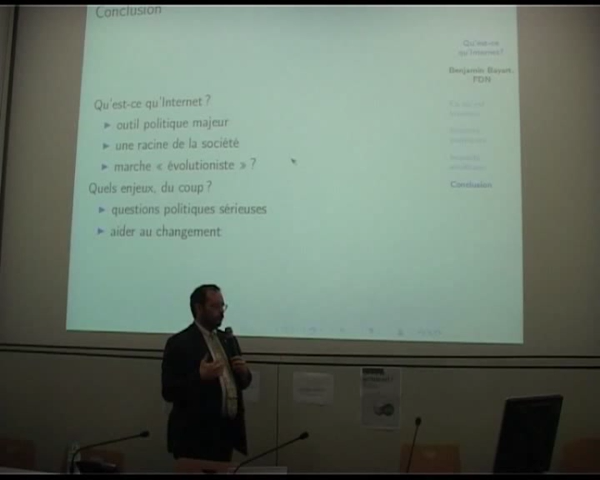 Conclusion
Qu'est-ce qu'Internet ?
outil politique majeur
une racine de la société
marche « évolutioniste » ?
Quels enjeux, du coup ?
questions politiques sérieuses
aider au changement
Qu'est-ce
qu'Internet?
Benjamin Bayart,
FDN
Conclusion